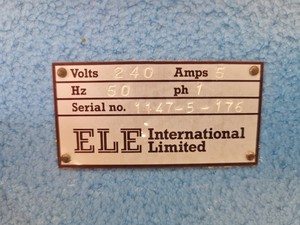 Volts 240 Amps 5
Hz 50 ph 1
Serial no. 1147-5-176
ELE International
Limited